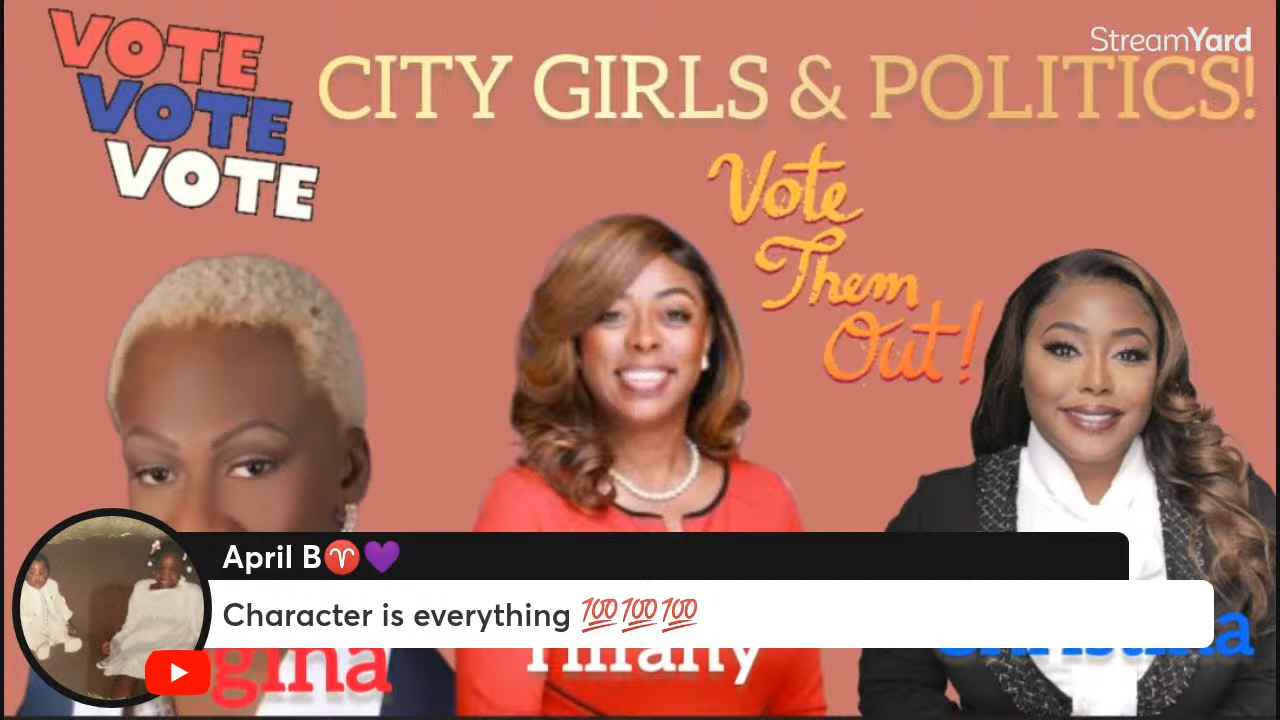 StreamYard
VOTE
VOTE
VOTE
CITY GIRLS & POLITICS!
Vote
Them
Out!
April B♈💜
Character is everything 💯💯💯